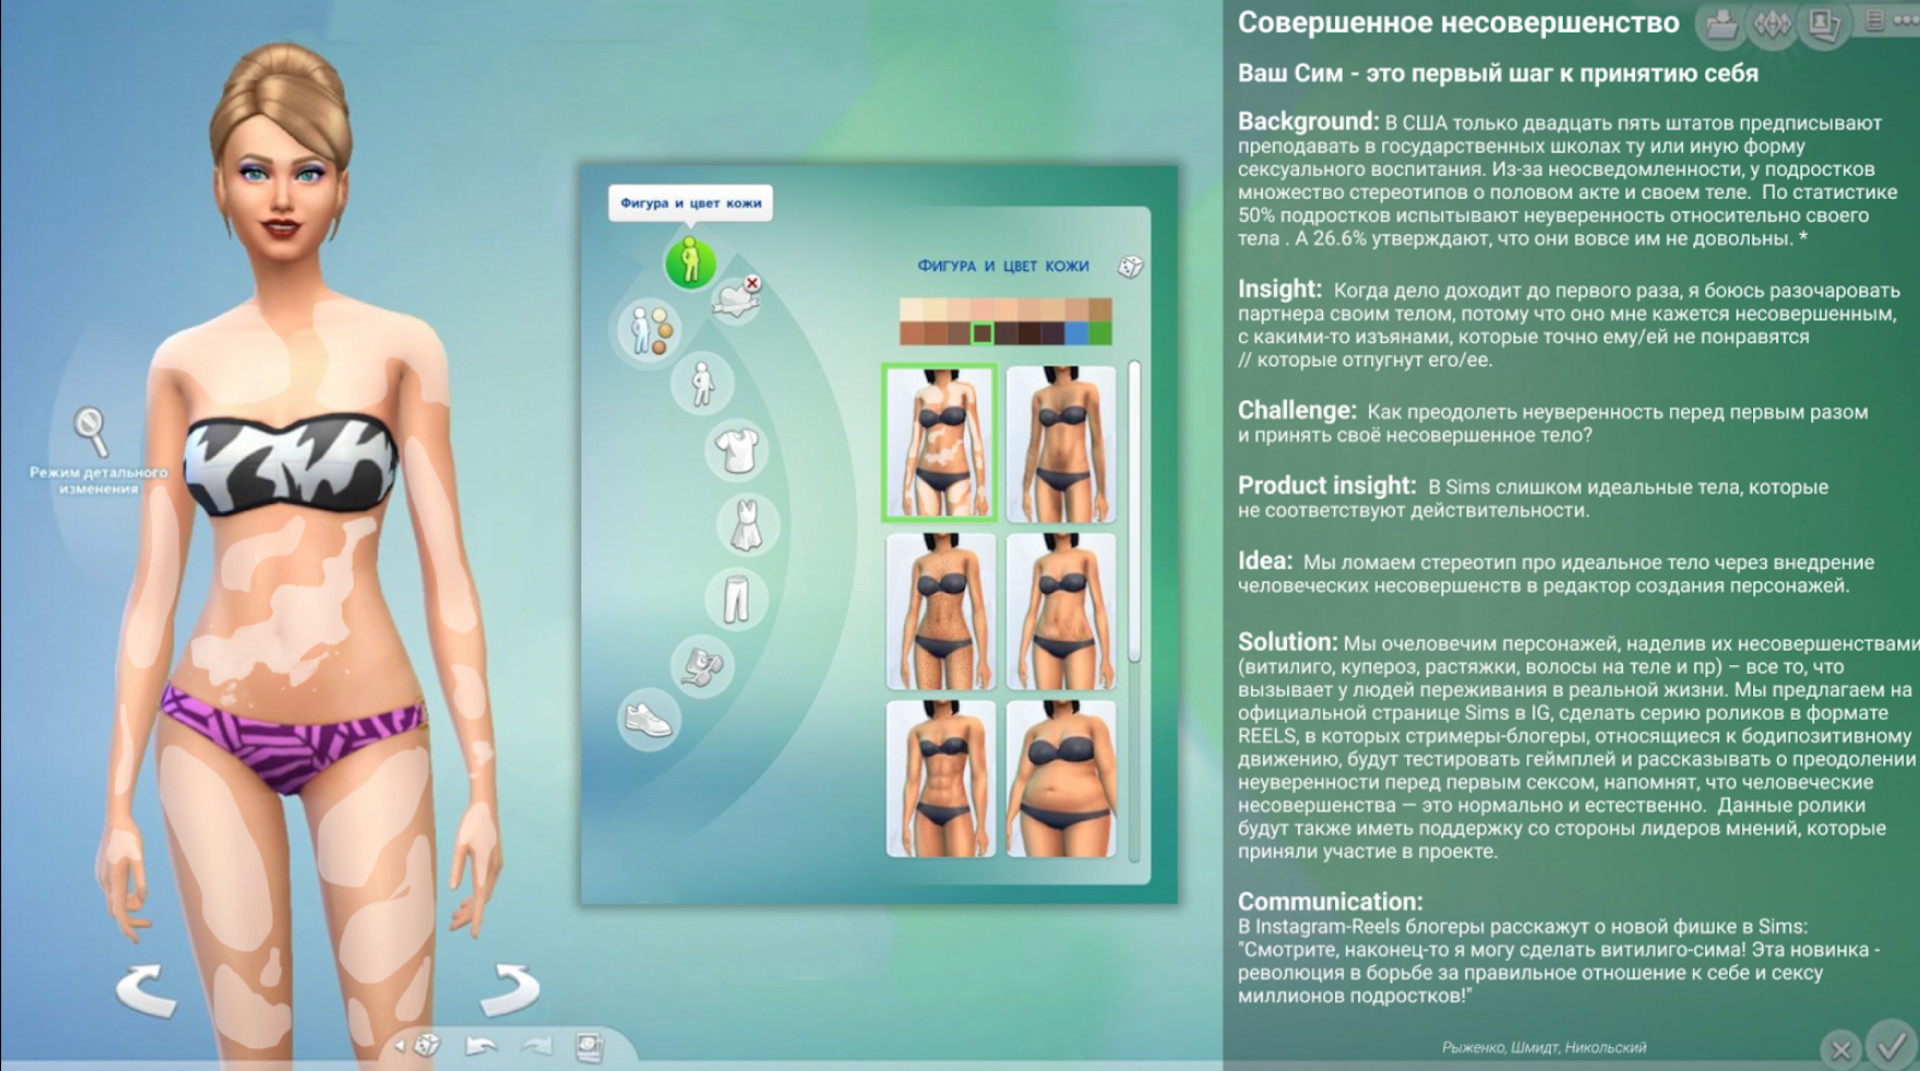 Совершенное несовершенство
Ваш Сим - это первый шаг к принятию себя
Background: В США только двадцать пять штатов предписывают
преподавать в государственных школах ту или иную форму
сексуального воспитания. Из-за неосведомленности, у подростков
множество стереотипов о половом акте и своем теле. По статистике
50% подростков испытывают неуверенность относительно своего
тела . А 26.6% утверждают, что они вовсе им не довольны. *
Insight: Когда дело доходит до первого раза, я боюсь разочаровать
партнера своим телом, потому что оно мне кажется несовершенным,
с какими-то изъянами, которые точно ему/ей не понравятся
// которые отпугнут его/ее.
Challenge: Как преодолеть неуверенность перед первым разом
и принять своё несовершенное тело?
Product insight: В Sims слишком идеальные тела, которые
не соответствуют действительности.
Idea: Мы ломаем стереотип про идеальное тело через внедрение
человеческих несовершенств в редактор создания персонажей.
Solution: Мы очеловечим персонажей, наделив их несовершенствами
(витилиго, купероз, растяжки, волосы на теле и пр) – все то, что
вызывает у людей переживания в реальной жизни. Мы предлагаем на
официальной странице Sims в IG, сделать серию роликов в формате
REELS, в которых стримеры-блогеры, относящиеся к бодипозитивному
движению, будут тестировать геймплей и рассказывать о преодолении
неуверенности перед первым сексом, напомнят, что человеческие
несовершенства — это нормально и естественно. Данные ролики
будут также иметь поддержку со стороны лидеров мнений, которые
приняли участие в проекте.
Communication:
В Instagram-Reels блогеры расскажут о новой фишке в Sims:
"Смотрите, наконец-то я могу сделать витилиго-сима! Эта новинка -
революция в борьбе за правильное отношение к себе и сексу
миллионов подростков!"
Рыженко, Шмидт, Никольский
Фигура и цвет кожи
Фигура и цвет кожи
Режим детального
изменения